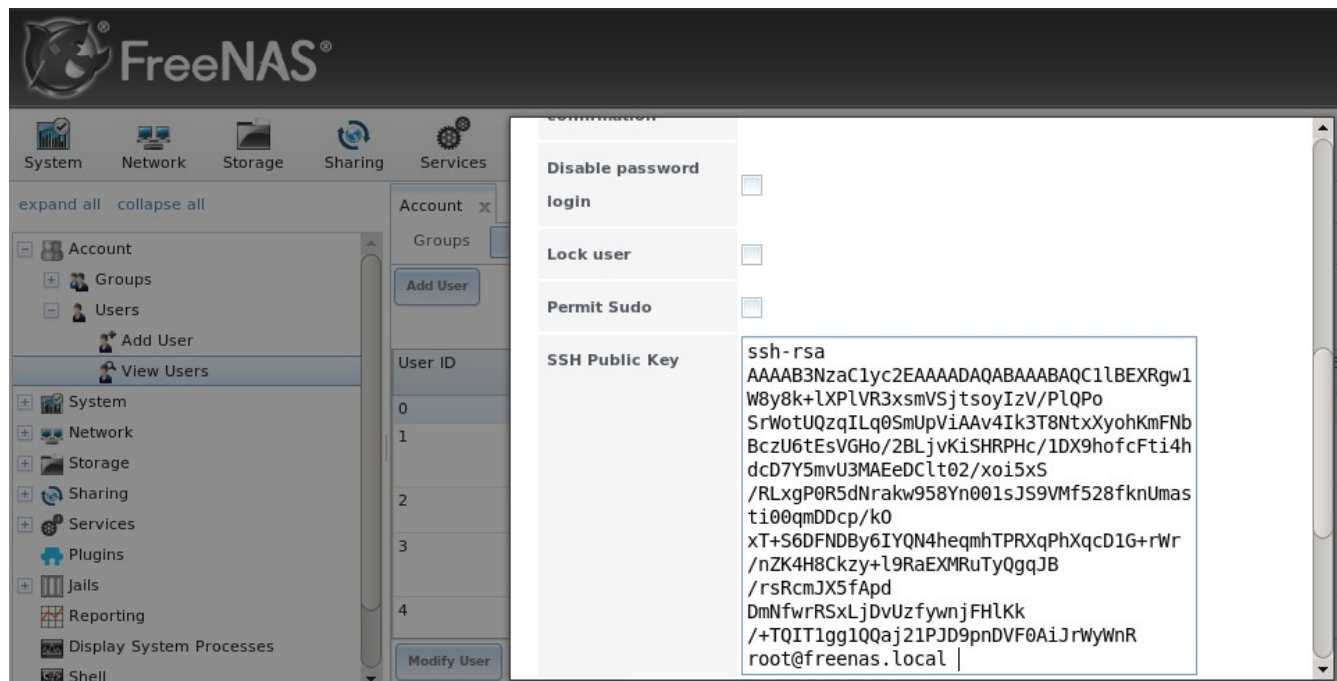 FreeNAS®
System Network Storage Sharing Services
expand all collapse all
Account
Groups
Users
Add User
View Users
System
Network
Storage
Sharing
Services
Plugins
Jails
Reporting
Display System Processes
Shell
Account x
Groups
Add User
User ID
0
1
2
3
4
Modify User
confirmation
Disable password
login
Lock user
Permit Sudo
SSH Public Key
ssh-rsa
AAAAB3NzaC1yc2EAAAADAQABAAABAQC1lBEXRgw1
W8y8k+lXPlVR3xsmVSjtsoyIzV/PlQPo
SrWotUQzqILq0SmUpViAAv4Ik3T8NtxXyohKmFNb
BczU6tEsVGHo/2BLjvKiSHRPHc/1DX9hofcFti4h
dcD7Y5mvU3MAEeDClt02/xoi5xS
/RLxgP0R5dNrakw958Yn001sJS9VMf528fknUmas
ti00qmDDcp/kO
xT+S6DFNDBy6IYQN4heqmhTPRXqPhXqcD1G+rWr
/nZK4H8Ckzy+l9RaEXMRuTyQgqJB
/rsRcmJX5fApd
DmNfwrRSxLjDvUzfywnjFHlKk
/+TQIT1gg1QQaj21PJD9pnDVF0AiJrWyWnR
root@freenas.local